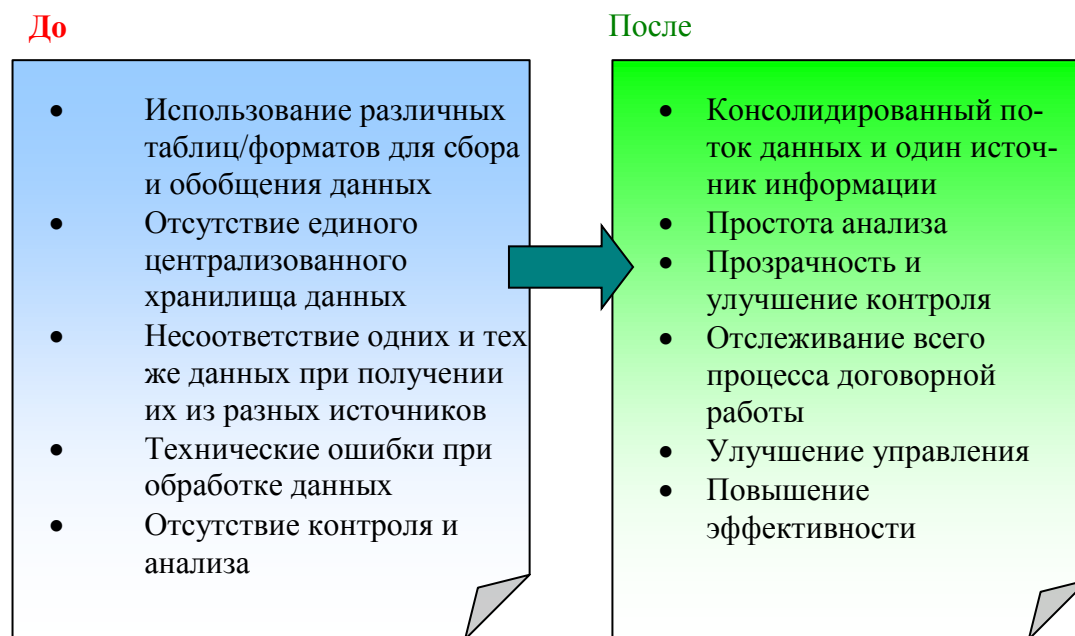 До
• Использование различных
таблиц/форматов для сбора
и обобщения данных
• Отсутствие единого
централизованного
хранилища данных
• Несоответствие одних и тех
же данных при получении
их из разных источников
• Технические ошибки при
обработке данных
• Отсутствие контроля и
анализа
После
• Консолидированный по-
ток данных и один источ-
ник информации
• Простота анализа
• Прозрачность и
улучшение контроля
• Отслеживание всего
процесса договорной
работы
• Улучшение управления
• Повышение
эффективности